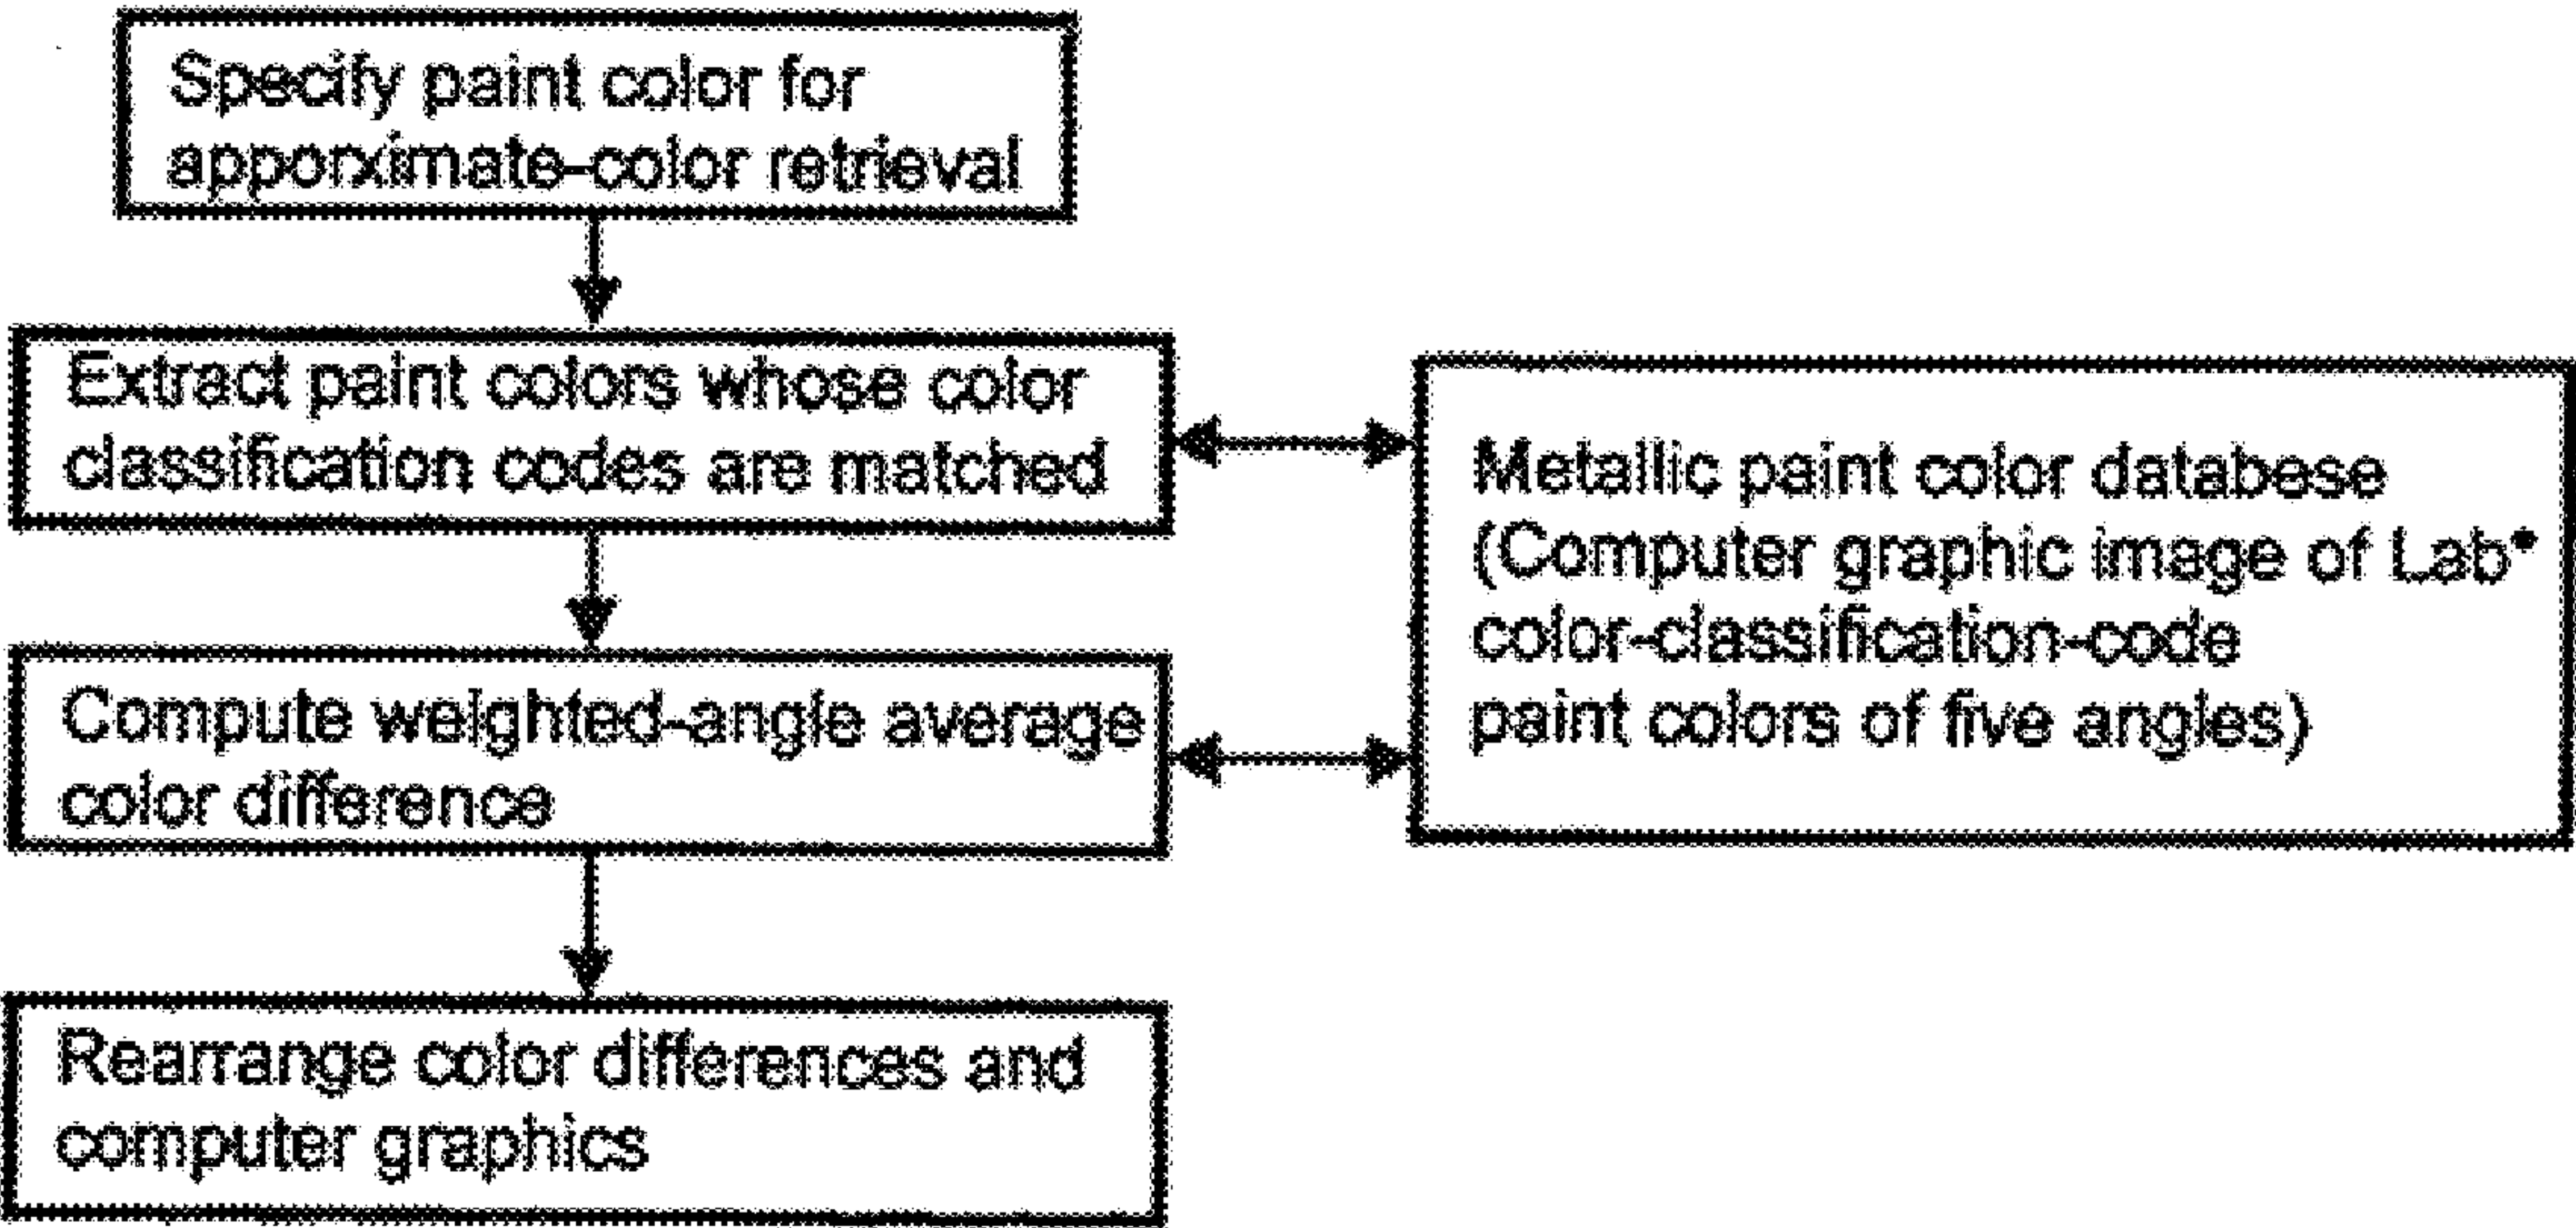 Specify paint color for
apporximate-color retrieval
Extract paint colors whose color
classification codes are matched
Metallic paint color databese
(Computer graphic image of Lab*
color-classification-code
paint colors of five angles)
Compute weighted-angle average
color difference
Rearrange color differences and
computer graphics